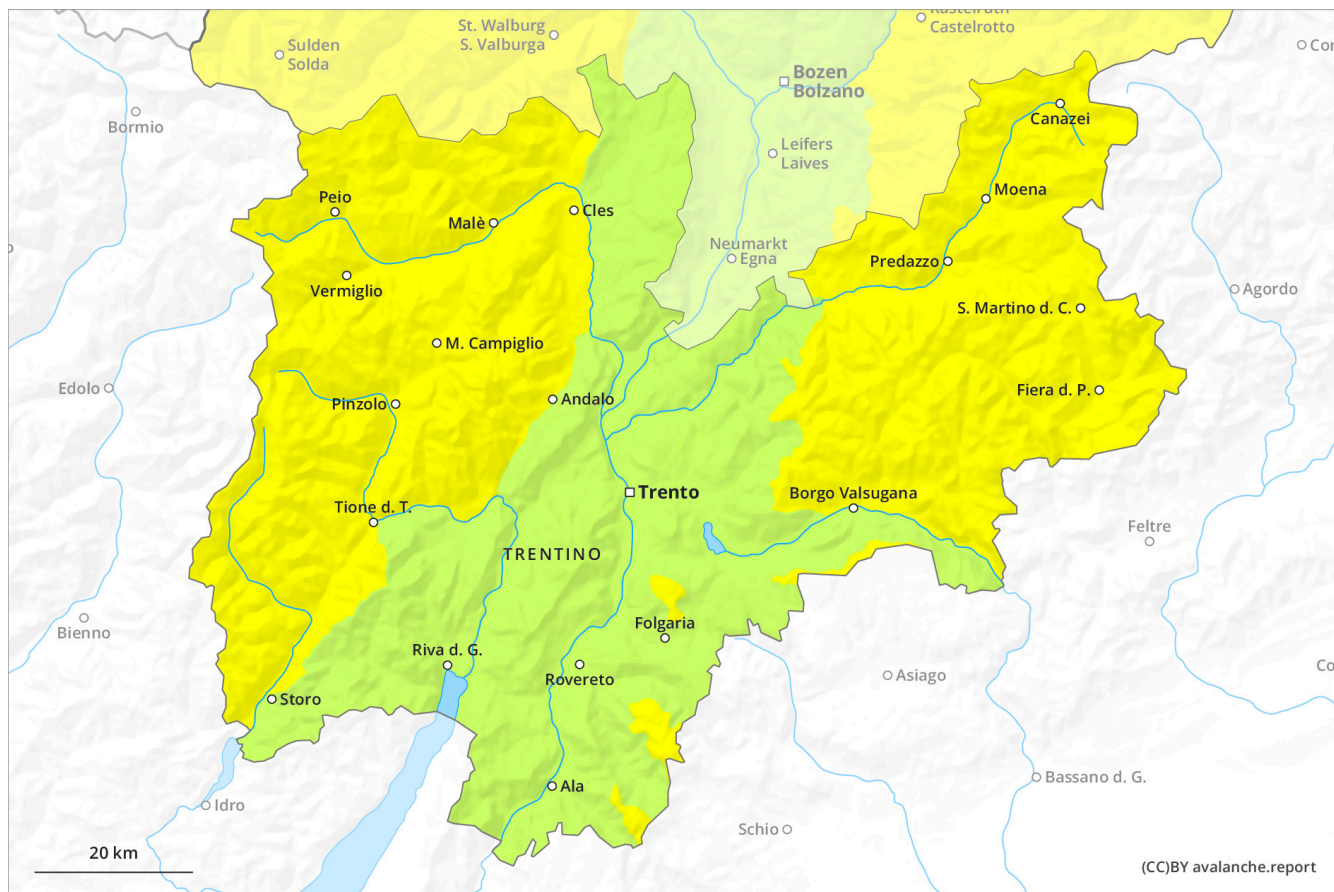 Kastelruth
Castelrotto
St. Walburg
S. Valburga
Sulden
Solda
Bozen
Bolzano
Bormio
Canazei
Leifers
Laives
Peio
Moena
Malè
Cles
Neumarkt
Egna
Predazzo
Vermiglio
Agordo
S. Martino d. C.
M. Campiglio
Edolo
Fiera d. P.
Pinzolo
Andalo
Trento
Borgo Valsugana
Tione d. T.
Feltre
TRENTINO
Bienno
Folgaria
Riva d. G.
Rovereto
Asiago
Storo
Bassano d. G.
Ala
Idro
Schio
20 km
(CC)BY avalanche.report